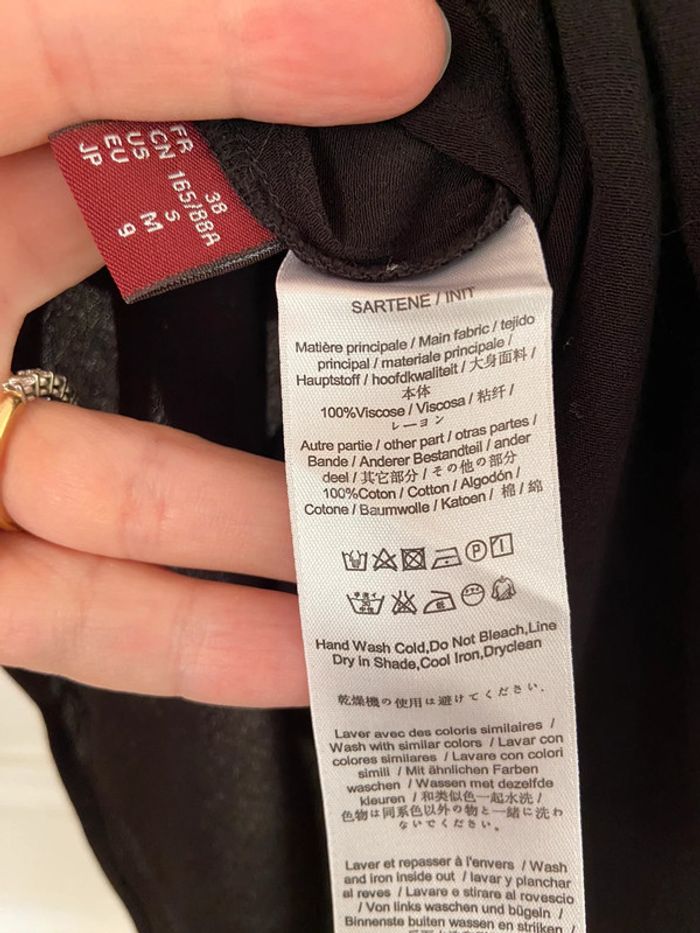 FR 38
CN 165/88A
US S
EU M
JP 9
SARTENE / INIT
Matière principale / Main fabric / tejido
principal / materiale principale /
Hauptstoff / hoofdkwaliteit / 大身面料 /
本体
100%Viscose / Viscosa / 粘纤 /
レーヨン
Autre partie / other part / otras partes /
Bande / Anderer Bestandteil / ander
deel / 其它部分 / その他の部分
100%Coton / Cotton / Algodón /
Cotone / Baumwolle / Katoen / 棉 / 綿
P
Hand Wash Cold,Do Not Bleach,Line
Dry in Shade,Cool Iron,Dryclean
乾燥機の使用は避けてください.
Laver avec des coloris similaires /
Wash with similar colors / Lavar con
colores similares / Lavare con colori
simili / Mit ähnlichen Farben
waschen / Wassen met dezelfde
kleuren / 和类似色一起水洗 /
色物は同系色以外の物と一緒に洗わ
ないでください。
Laver et repasser à l'envers / Wash
and iron inside out / lavar y planchar
al reves / Lavare e stirare al rovescio
/ Von links waschen und bügeln /
Binnenste buiten wassen en strijken /